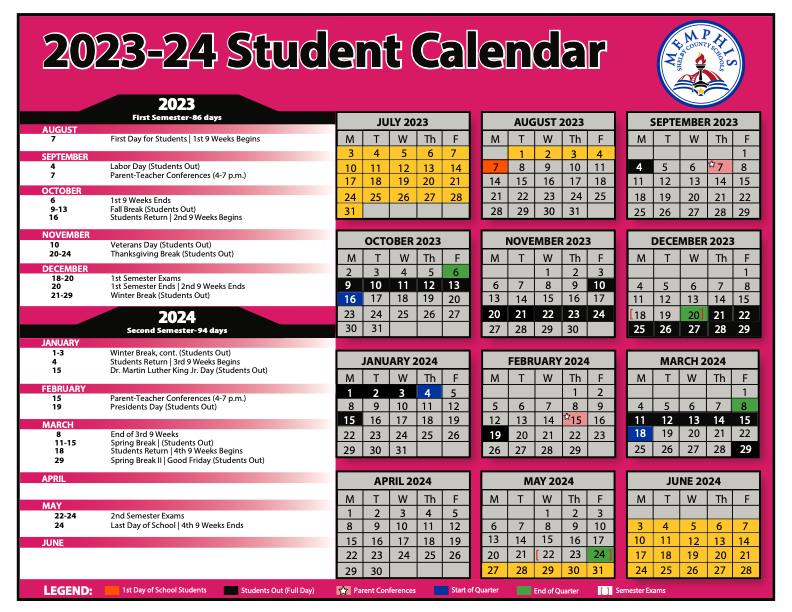 2023-24 Student Calendar
MEMPHIS
SHELBY COUNTY SCHOOLS
2023
First Semester-86 days
AUGUST
7 First Day for Students | 1st 9 Weeks Begins
SEPTEMBER
4 Labor Day (Students Out)
7 Parent-Teacher Conferences (4-7 p.m.)
OCTOBER
6 1st 9 Weeks Ends
9-13 Fall Break (Students Out)
16 Students Return | 2nd 9 Weeks Begins
NOVEMBER
10 Veterans Day (Students Out)
20-24 Thanksgiving Break (Students Out)
DECEMBER
18-20 1st Semester Exams
20 1st Semester Ends | 2nd 9 Weeks Ends
21-29 Winter Break (Students Out)
2024
Second Semester-94 days
JANUARY
1-3 Winter Break, cont. (Students Out)
4 Students Return | 3rd 9 Weeks Begins
15 Dr. Martin Luther King Jr. Day (Students Out)
FEBRUARY
15 Parent-Teacher Conferences (4-7 p.m.)
19 Presidents Day (Students Out)
MARCH
8 End of 3rd 9 Weeks
11-15 Spring Break | (Students Out)
18 Students Return | 4th 9 Weeks Begins
29 Spring Break II | Good Friday (Students Out)
APRIL
MAY
22-24 2nd Semester Exams
24 Last Day of School | 4th 9 Weeks Ends
JUNE
JULY 2023
M T W Th F
3 4 5 6 7
10 11 12 13 14
17 18 19 20 21
24 25 26 27 28
31
AUGUST 2023
M T W Th F
1 2 3 4
7 8 9 10 11
14 15 16 17 18
21 22 23 24 25
28 29 30 31
SEPTEMBER 2023
M T W Th F
1
4 5 6 7 8
11 12 13 14 15
18 19 20 21 22
25 26 27 28 29
OCTOBER 2023
M T W Th F
2 3 4 5 6
9 10 11 12 13
16 17 18 19 20
23 24 25 26 27
30 31
NOVEMBER 2023
M T W Th F
1 2 3
6 7 8 9 10
13 14 15 16 17
20 21 22 23 24
27 28 29 30
DECEMBER 2023
M T W Th F
1
4 5 6 7 8
11 12 13 14 15
[18 19 20] 21 22
25 26 27 28 29
JANUARY 2024
M T W Th F
1 2 3 4 5
8 9 10 11 12
15 16 17 18 19
22 23 24 25 26
29 30 31
FEBRUARY 2024
M T W Th F
1 2
5 6 7 8 9
12 13 14 15 16
19 20 21 22 23
26 27 28 29
MARCH 2024
M T W Th F
1
4 5 6 7 8
11 12 13 14 15
18 19 20 21 22
25 26 27 28 29
APRIL 2024
M T W Th F
1 2 3 4 5
8 9 10 11 12
15 16 17 18 19
22 23 24 25 26
29 30
MAY 2024
M T W Th F
1 2 3
6 7 8 9 10
13 14 15 16 17
20 21 [22 23 24]
27 28 29 30 31
JUNE 2024
M T W Th F
3 4 5 6 7
10 11 12 13 14
17 18 19 20 21
24 25 26 27 28
LEGEND: 1st Day of School Students Students Out (Full Day) Parent Conferences Start of Quarter End of Quarter [ ] Semester Exams